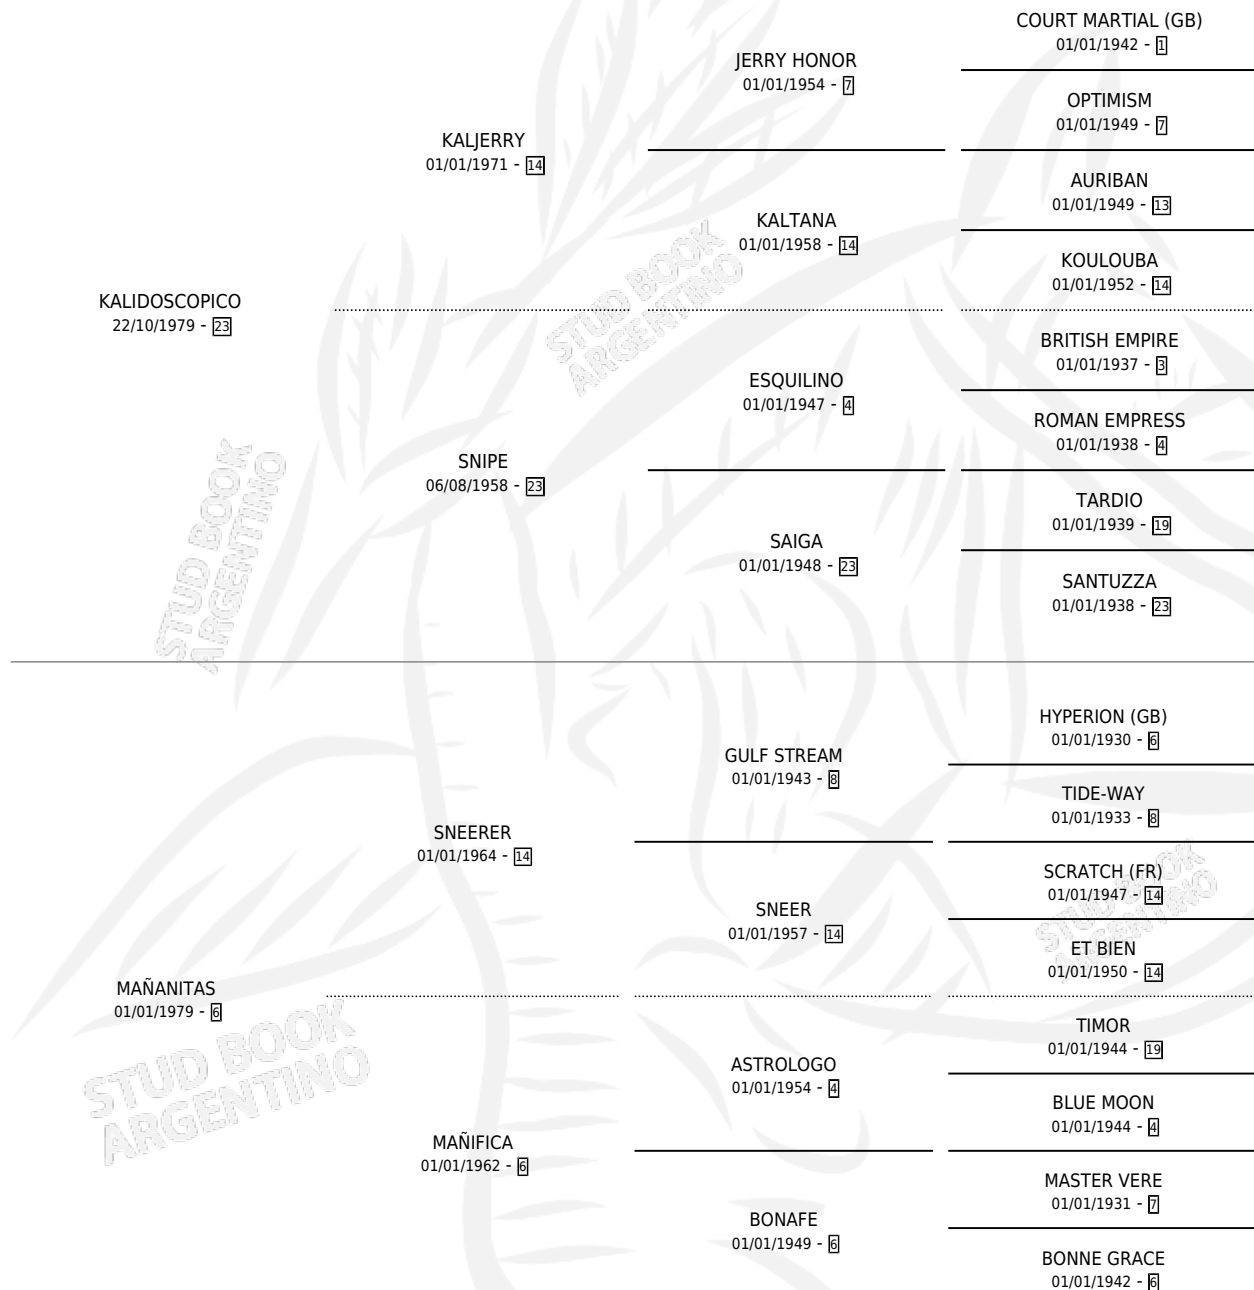 COURT MARTIAL (GB)
01/01/1942 - 1
JERRY HONOR
01/01/1954 - 7
OPTIMISM
01/01/1949 - 7
KALJERRY
01/01/1971 - 14
AURIBAN
01/01/1949 - 13
KALTANA
01/01/1958 - 14
KOULOUBA
01/01/1952 - 14
KALIDOSCOPICO
22/10/1979 - 23
BRITISH EMPIRE
01/01/1937 - 3
ESQUILINO
01/01/1947 - 4
ROMAN EMPRESS
01/01/1938 - 4
SNIPE
06/08/1958 - 23
TARDIO
01/01/1939 - 19
SAIGA
01/01/1948 - 23
SANTUZZA
01/01/1938 - 23
HYPERION (GB)
01/01/1930 - 6
GULF STREAM
01/01/1943 - 8
TIDE-WAY
01/01/1933 - 8
SNEERER
01/01/1964 - 14
SCRATCH (FR)
01/01/1947 - 14
SNEER
01/01/1957 - 14
ET BIEN
01/01/1950 - 14
MAÑANITAS
01/01/1979 - 6
TIMOR
01/01/1944 - 19
ASTROLOGO
01/01/1954 - 4
BLUE MOON
01/01/1944 - 4
MAÑIFICA
01/01/1962 - 6
MASTER VERE
01/01/1931 - 7
BONAFE
01/01/1949 - 6
BONNE GRACE
01/01/1942 - 6
STUD BOOK
ARGENTINO
STUD BOOK
ARGENTINO
STUD BOOK
ARGENTINO
STUD BOOK
ARGENTINO